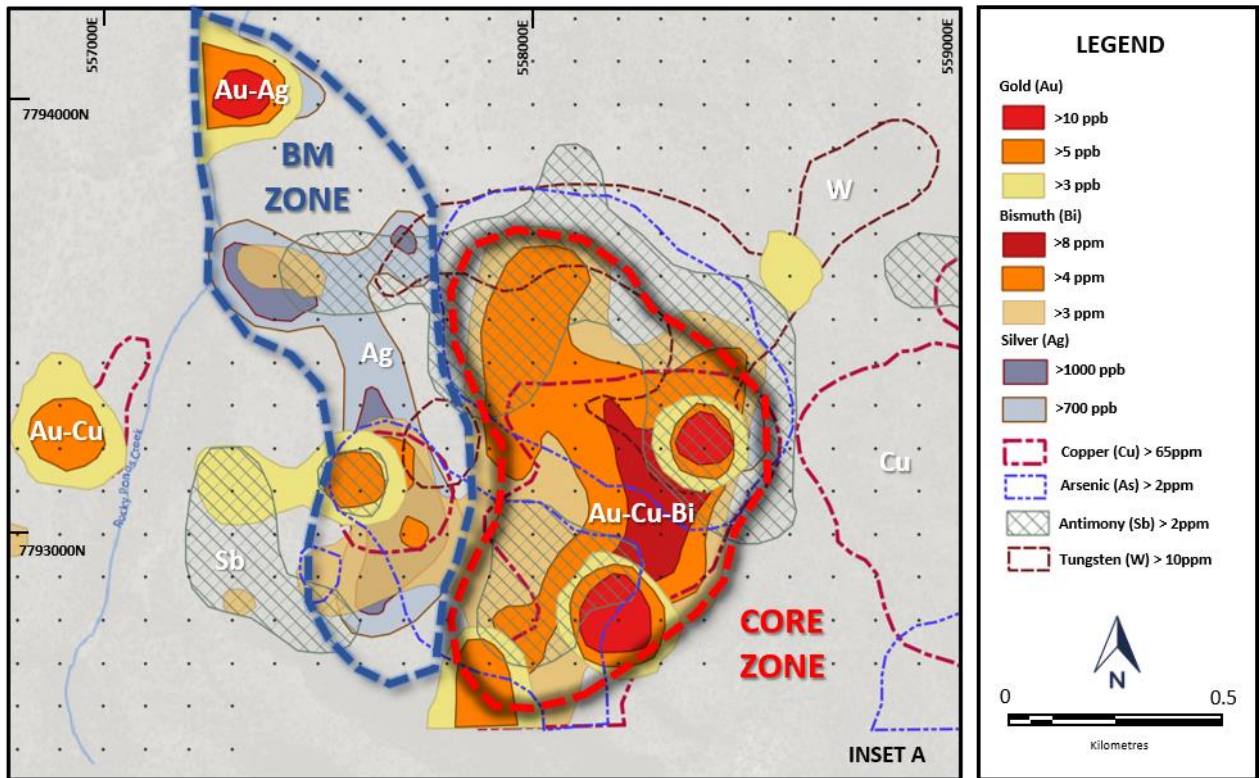 557000E
558000E
559000E
7794000N
Au-Ag
BM
ZONE
W
Ag
Au-Cu
Rocky Ponds Creek
Cu
Au-Cu-Bi
7793000N
Sb
CORE
ZONE
INSET A
LEGEND
Gold (Au)
>10 ppb
>5 ppb
>3 ppb
Bismuth (Bi)
>8 ppm
>4 ppm
>3 ppm
Silver (Ag)
>1000 ppb
>700 ppb
Copper (Cu) > 65ppm
Arsenic (As) > 2ppm
Antimony (Sb) > 2ppm
Tungsten (W) > 10ppm
N
0 0.5
Kilometres